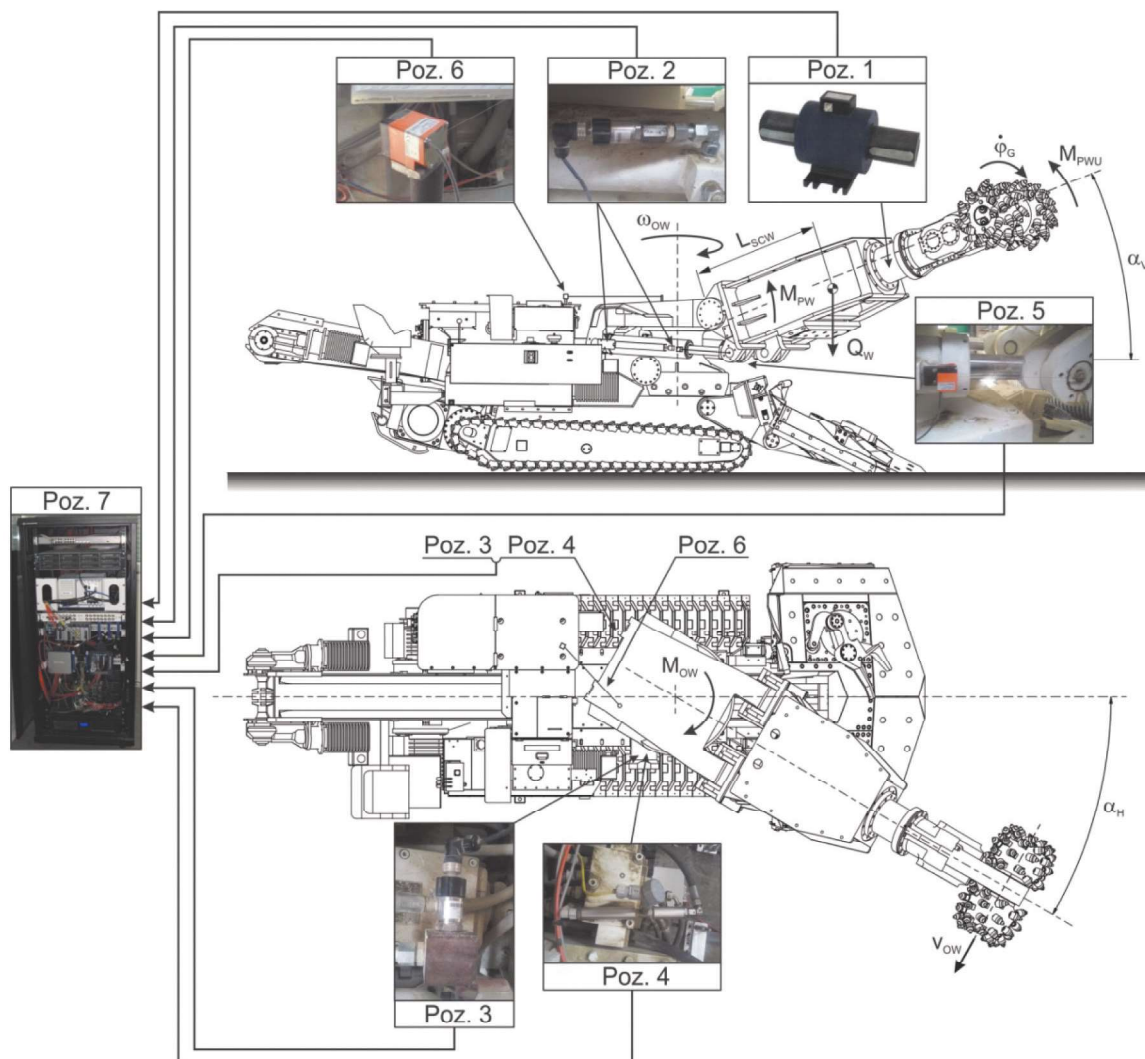 Poz. 6
Poz. 2
Poz. 1
φ̇G
MPWU
ωOW
LSCW
αV
MPW
QW
Poz. 5
Poz. 7
Poz. 3
Poz. 4
Poz. 6
MOW
αH
vOW
Poz. 3
Poz. 4